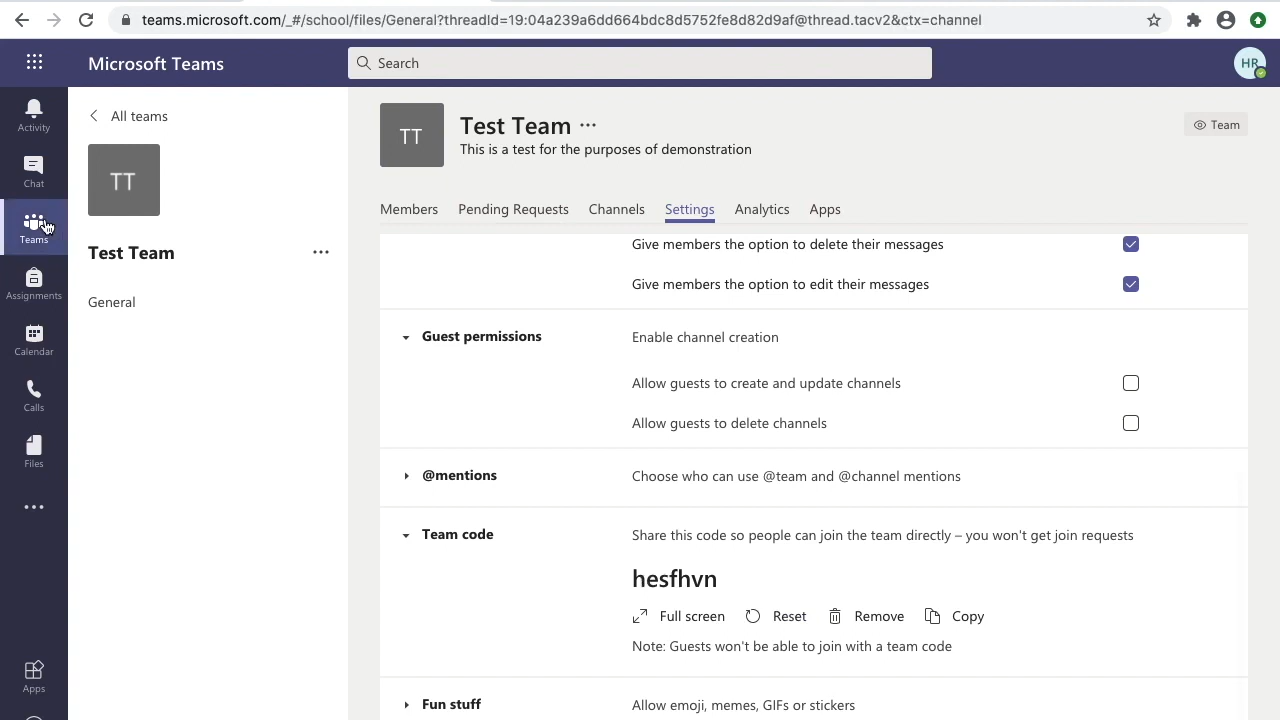 teams.microsoft.com/_#/school/files/General?threadId=19:04a239a6dd664bdc8d5752fe8d82d9af@thread.tacv2&ctx=channel
Microsoft Teams
Search
HR
Activity
Chat
Teams
Assignments
Calendar
Calls
Files
Apps
All teams
TT
Test Team
General
TT
Test Team
This is a test for the purposes of demonstration
Team
Members Pending Requests Channels Settings Analytics Apps
Give members the option to delete their messages
Give members the option to edit their messages
Guest permissions Enable channel creation
Allow guests to create and update channels
Allow guests to delete channels
@mentions Choose who can use @team and @channel mentions
Team code Share this code so people can join the team directly – you won't get join requests
hesfhvn
Full screen Reset Remove Copy
Note: Guests won't be able to join with a team code
Fun stuff Allow emoji, memes, GIFs or stickers